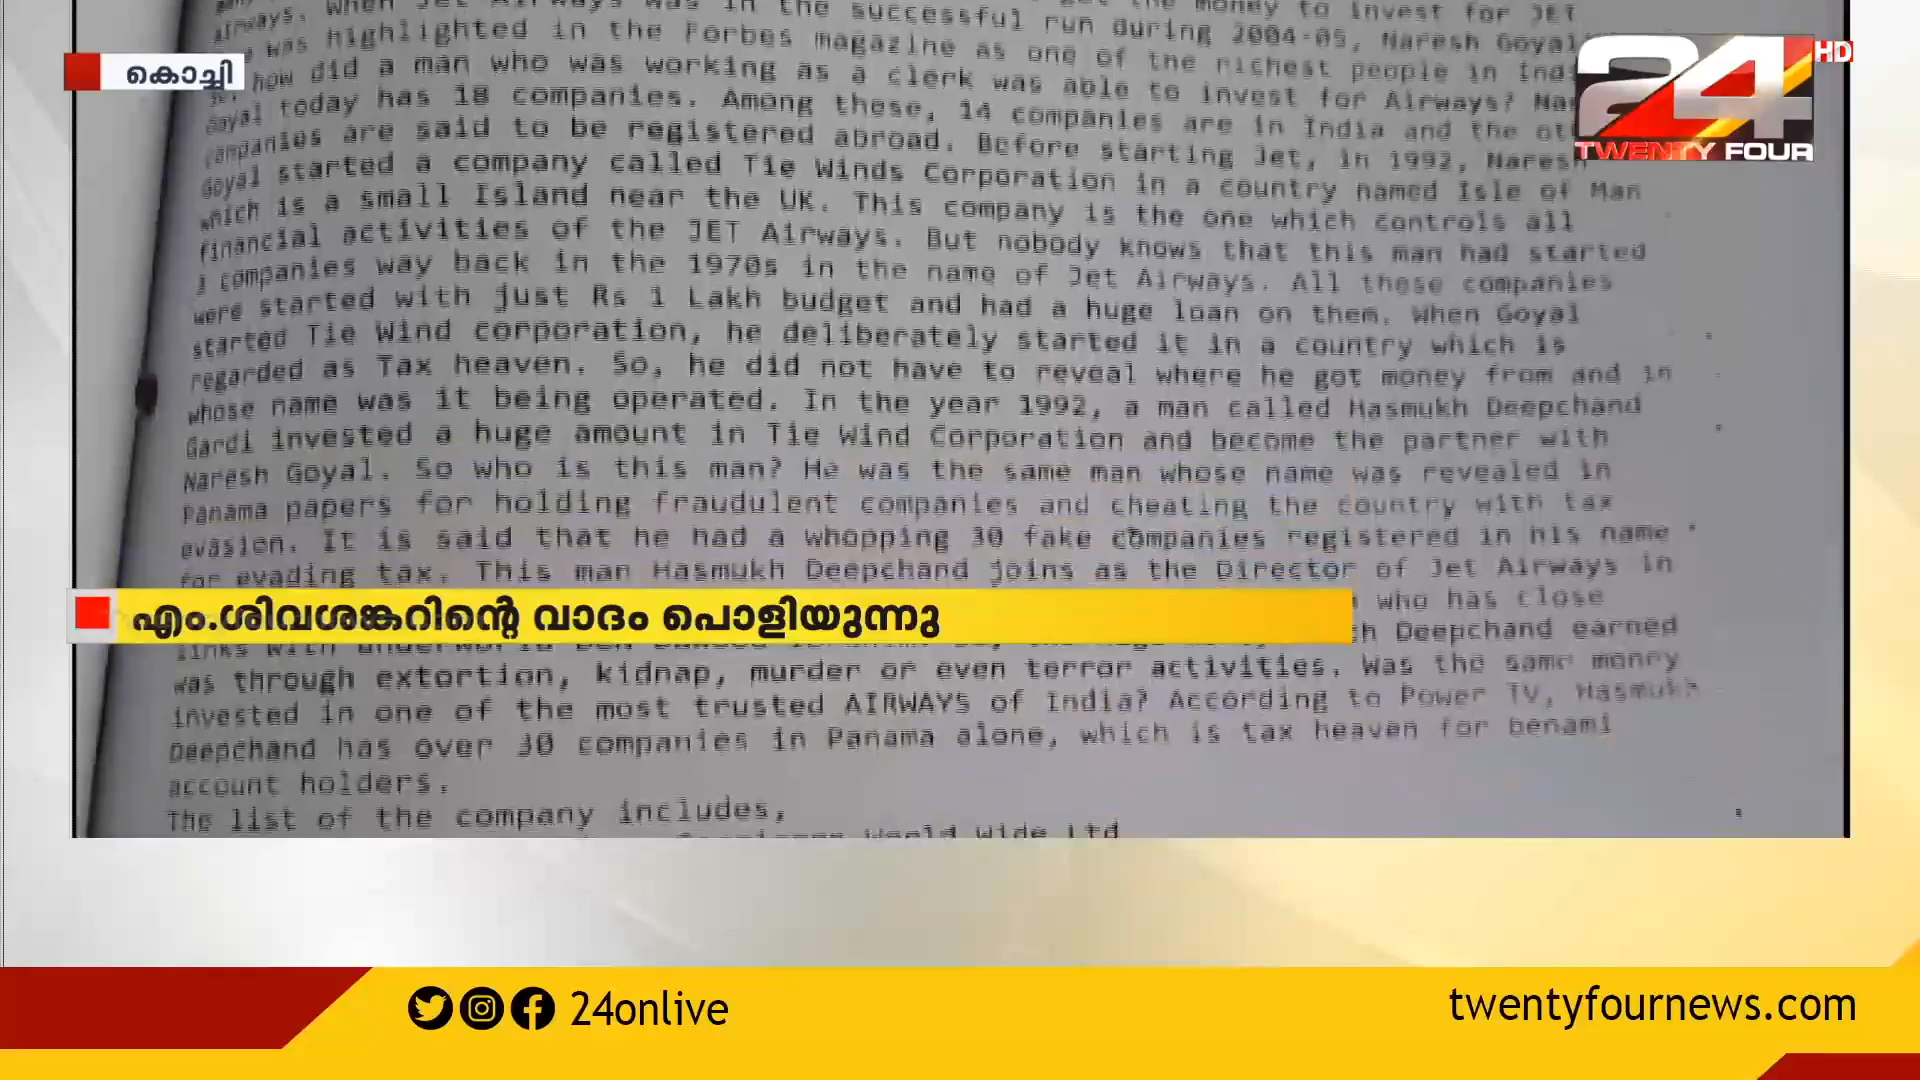 the money to invest for JET
Airways. When Jet Airways was in the successful run during 2004-05, Naresh Goyal
was highlighted in the Forbes magazine as one of the richest people in
how did a man who was working as a clerk was able to invest for Airways?
Goyal today has 18 companies. Among these, 14 companies are in India and the
companies are said to be registered abroad. Before starting Jet, in 1992, Naresh
Goyal started a company called Tie Winds Corporation in a country named Isle of Man
which is a small Island near the UK. This company is the one which controls all
financial activities of the JET Airways. But nobody knows that this man had started
companies way back in the 1970s in the name of Jet Airways. All these companies
were started with just Rs 1 Lakh budget and had a huge loan on them. When Goyal
started Tie Wind corporation, he deliberately started it in a country which is
regarded as Tax heaven. So, he did not have to reveal where he got money from and in
whose name was it being operated. In the year 1992, a man called Hasmukh Deepchand
Gardi invested a huge amount in Tie Wind Corporation and become the partner with
Naresh Goyal. So who is this man? He was the same man whose name was revealed in
Panama papers for holding fraudulent companies and cheating the country with tax
evasion. It is said that he had a whopping 30 fake companies registered in his name
for evading tax. This man Hasmukh Deepchand joins as the Director of Jet Airways in
who has close
links with Deepchand earned
was through extortion, kidnap, murder or even terror activities. Was the same money
invested in one of the most trusted AIRWAYS of India? According to Power TV, Hasmukh
Deepchand has over 30 companies in Panama alone, which is tax heaven for benami
account holders.
The list of the company includes,
World Wide Ltd
കൊച്ചി
24 HD
TWENTY FOUR
എം.ശിവശങ്കറിന്റെ വാദം പൊളിയുന്നു
24onlive
twentyfournews.com